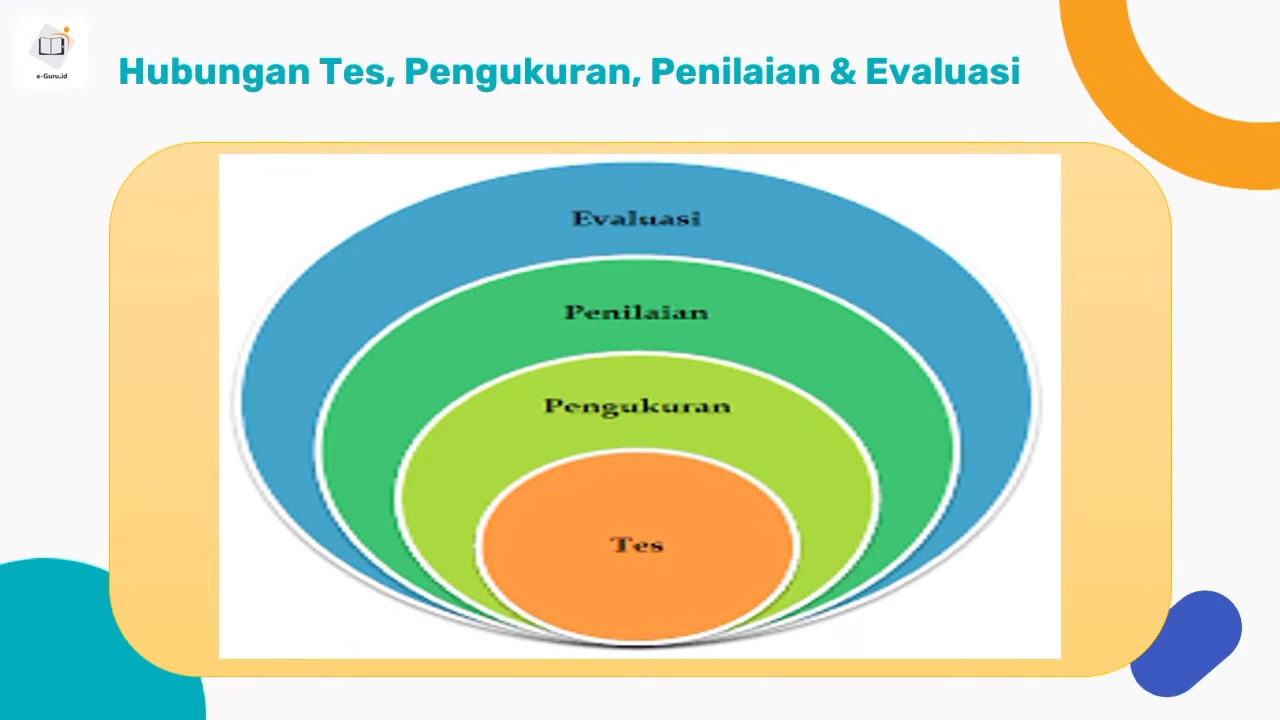 e-Guru.id
Hubungan Tes, Pengukuran, Penilaian & Evaluasi
Evaluasi
Penilaian
Pengukuran
Tes